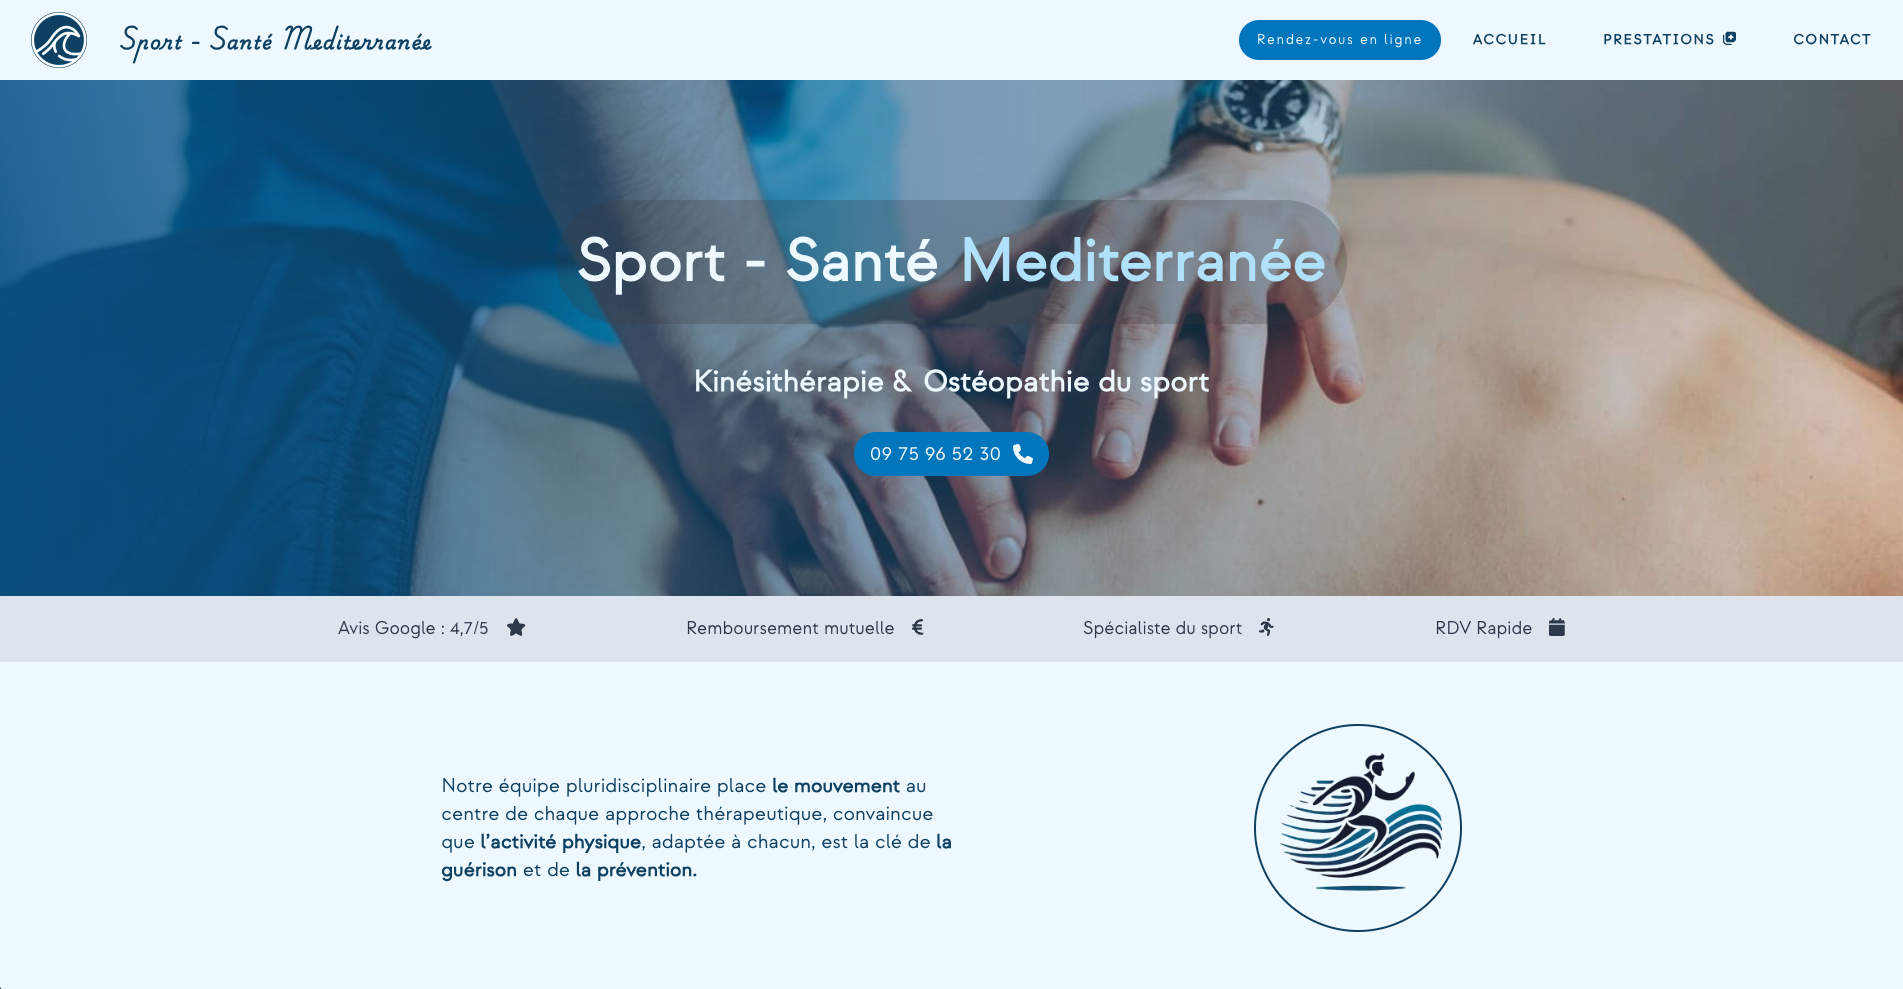 Sport - Santé Mediterranée
Rendez-vous en ligne
ACCUEIL
PRESTATIONS
CONTACT
Sport - Santé Mediterranée
Kinésithérapie & Ostéopathie du sport
09 75 96 52 30
Avis Google : 4,7/5
Remboursement mutuelle €
Spécialiste du sport
RDV Rapide
Notre équipe pluridisciplinaire place le mouvement au
centre de chaque approche thérapeutique, convaincue
que l’activité physique, adaptée à chacun, est la clé de la
guérison et de la prévention.